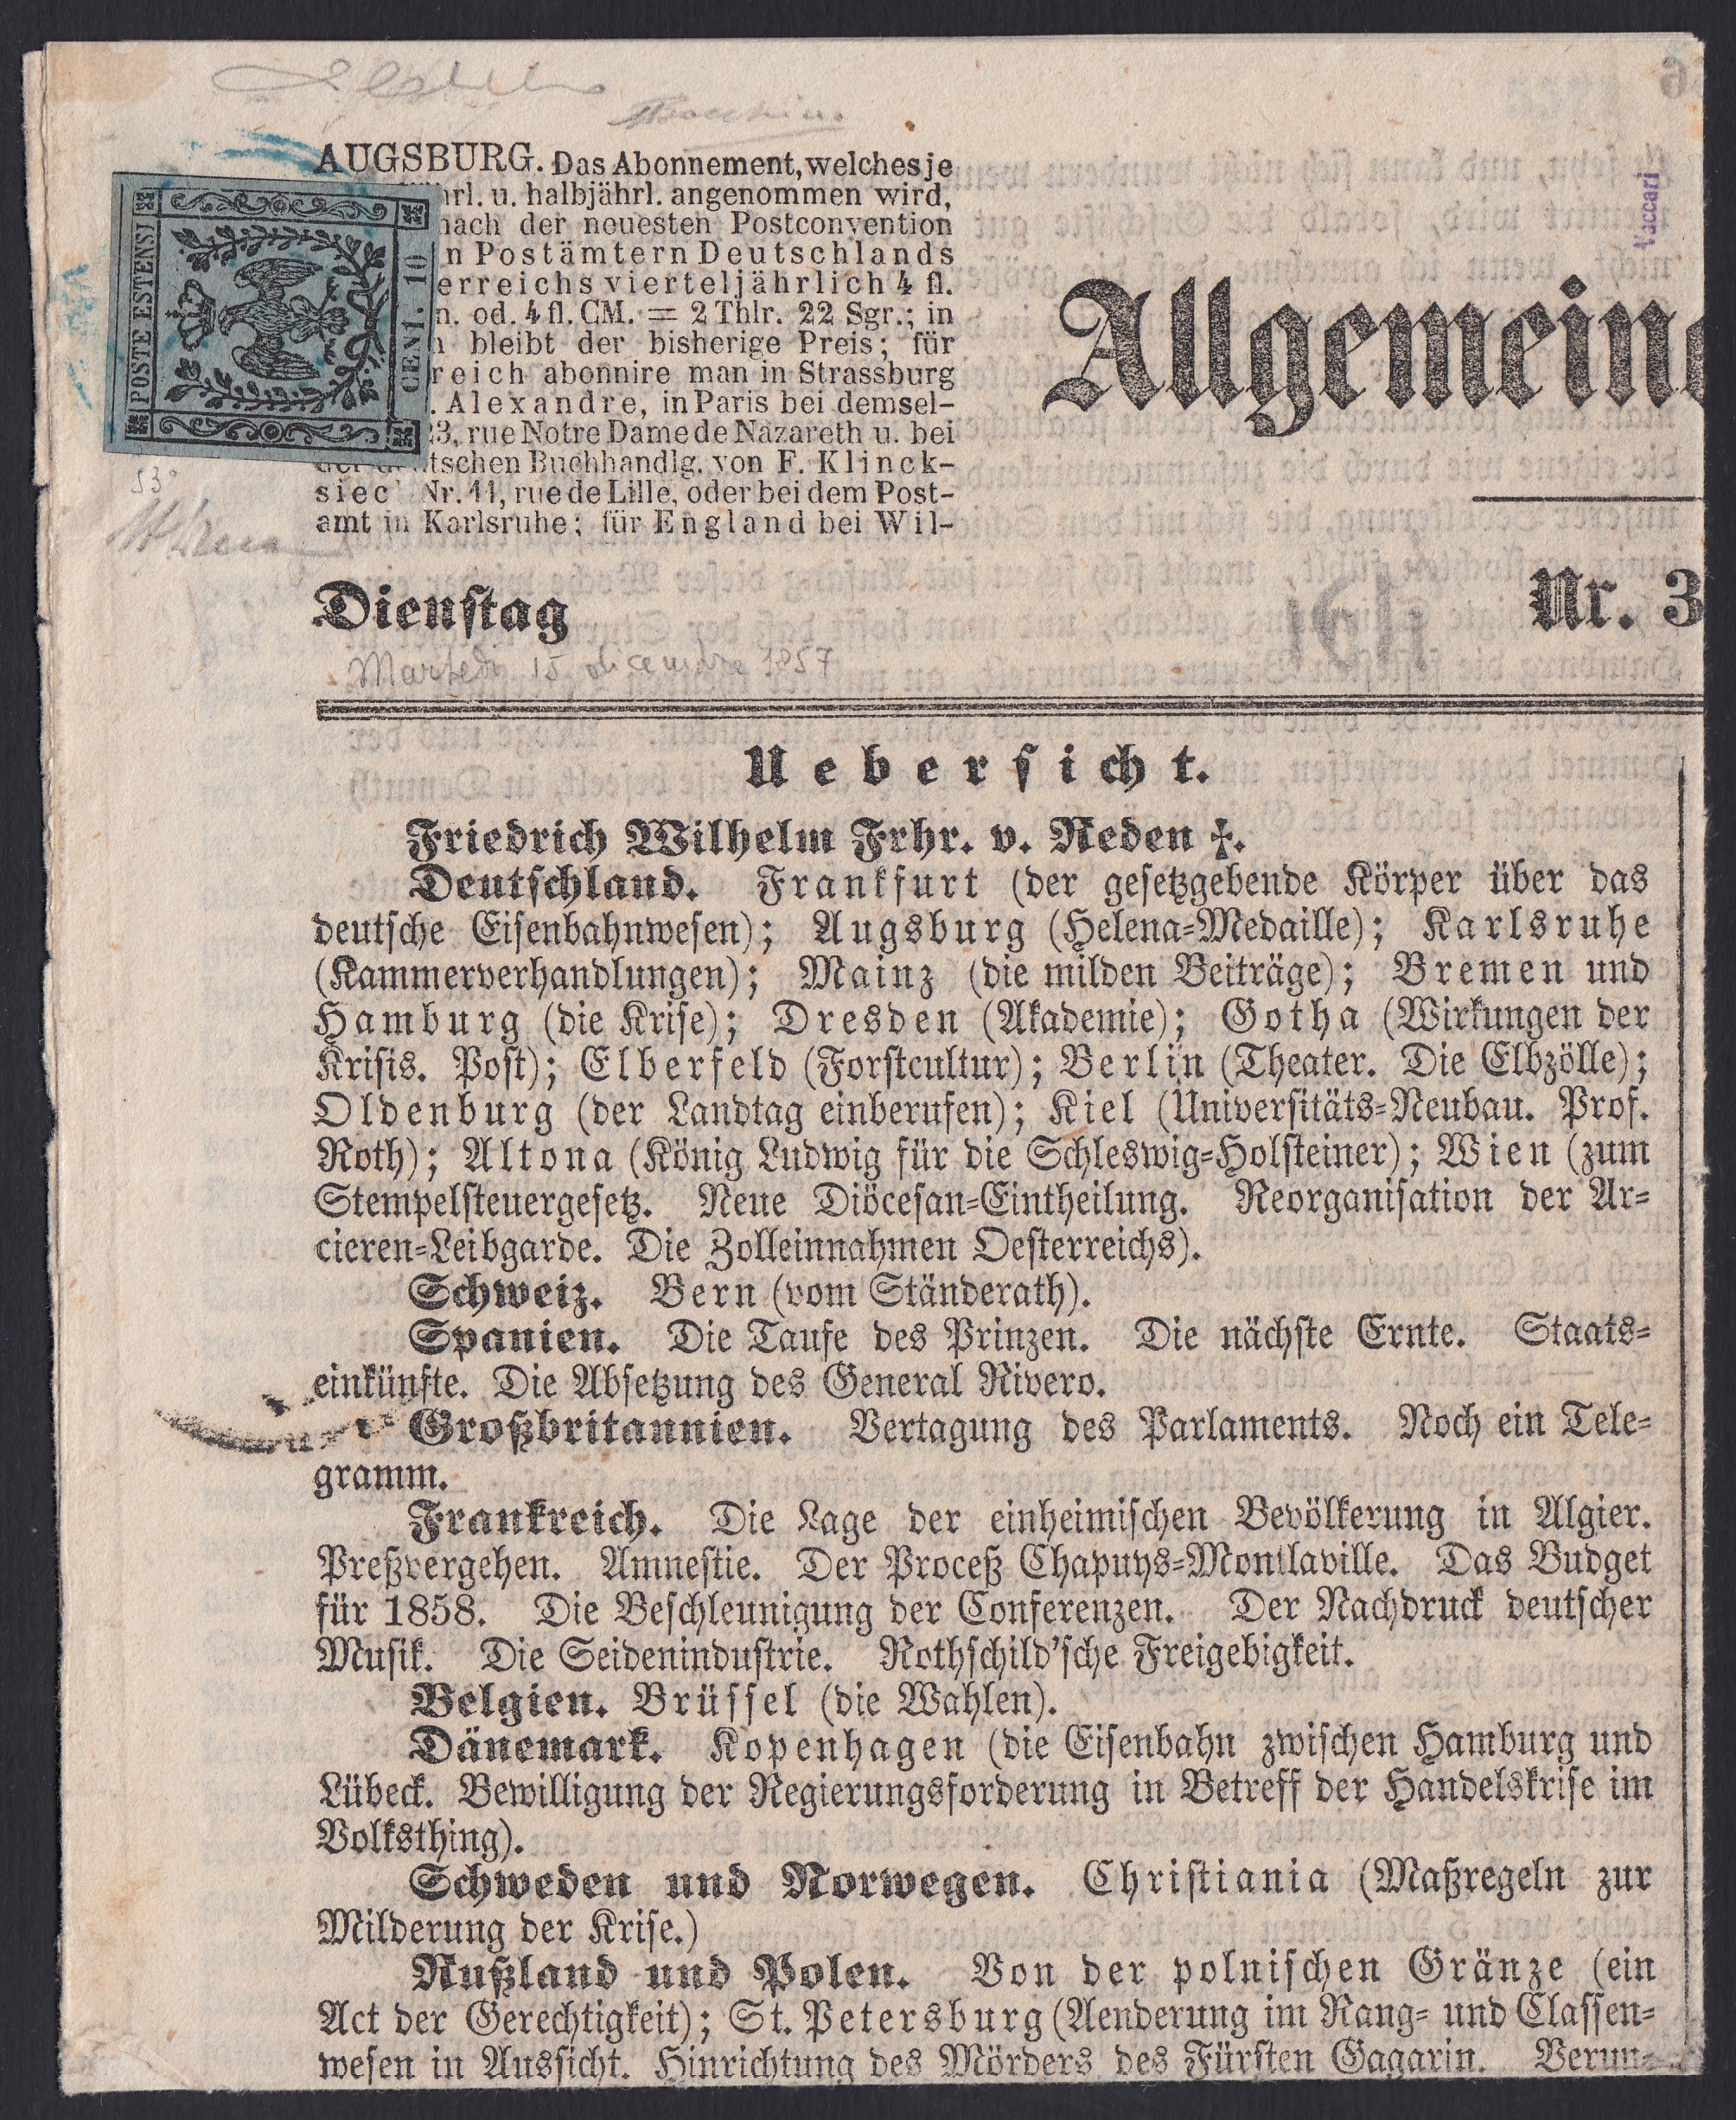 AUGSBURG. Das Abonnement, welches je
hrl. u. halbjährl. angenommen wird,
nach der neuesten Postconvention
n Postämtern Deutschlands
erreichs vierteljährlich 4 fl.
n. od. 4 fl. CM. = 2 Thlr. 22 Sgr.; in
bleibt der bisherige Preis; für
reich abonnire man in Strassburg
. Alexandre, in Paris bei demsel-
23, rue Notre Dame de Nazareth u. bei
der deutschen Buchhandlg. von F. Klinck-
sieck Nr. 11, rue de Lille, oder bei dem Post-
amt in Karlsruhe; für England bei Wil-
POSTE ESTENSI
CENT. 10
Vaccari
Allgemeine
53°
Dienstag
Nr. 3
Martedi 15 dicembre 1857
Uebersicht.
Friedrich Wilhelm Frhr. v. Reden ✝.
Deutschland. Frankfurt (der gesetzgebende Körper über das
deutsche Eisenbahnwesen); Augsburg (Helena-Medaille); Karlsruhe
(Kammerverhandlungen); Mainz (die milden Beiträge); Bremen und
Hamburg (die Krise); Dresden (Akademie); Gotha (Wirkungen der
Krisis. Post); Elberfeld (Forstcultur); Berlin (Theater. Die Elbzölle);
Oldenburg (der Landtag einberufen); Kiel (Universitäts-Neubau. Prof.
Roth); Altona (König Ludwig für die Schleswig-Holsteiner); Wien (zum
Stempelsteuergesetz. Neue Diöcesan-Eintheilung. Reorganisation der Ar-
cieren-Leibgarde. Die Zolleinnahmen Oesterreichs).
Schweiz. Bern (vom Ständerath).
Spanien. Die Taufe des Prinzen. Die nächste Ernte. Staats-
einkünfte. Die Absetzung des General Rivero.
Großbritannien. Vertagung des Parlaments. Noch ein Tele-
gramm.
Frankreich. Die Lage der einheimischen Bevölkerung in Algier.
Preßvergehen. Amnestie. Der Proceß Chapuys-Montlaville. Das Budget
für 1858. Die Beschleunigung der Conferenzen. Der Nachdruck deutscher
Musik. Die Seidenindustrie. Rothschild'sche Freigebigkeit.
Belgien. Brüssel (die Wahlen).
Dänemark. Kopenhagen (die Eisenbahn zwischen Hamburg und
Lübeck. Bewilligung der Regierungsforderung in Betreff der Handelskrise im
Volksthing).
Schweden und Norwegen. Christiania (Maßregeln zur
Milderung der Krise.)
Rußland und Polen. Von der polnischen Gränze (ein
Act der Gerechtigkeit); St. Petersburg (Aenderung im Rang- und Classen-
wesen in Aussicht. Hinrichtung des Mörders des Fürsten Gagarin. Verun-